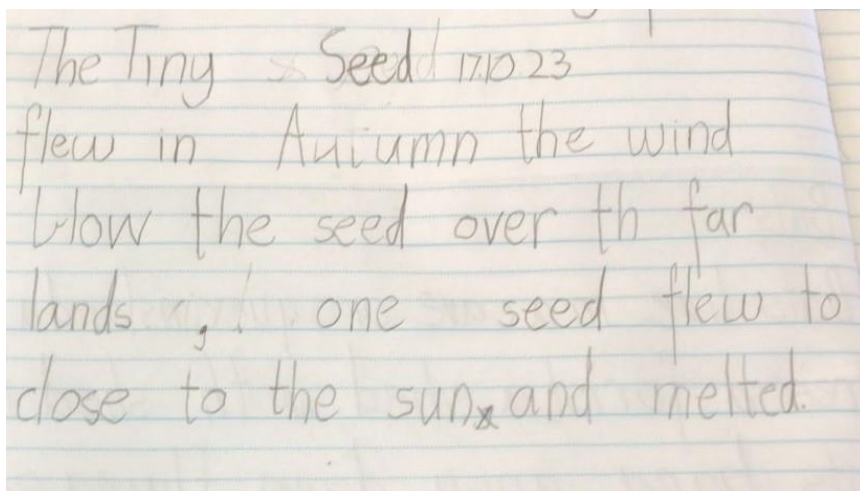 The Tiny Seed 17.10.23
flew in Autumn the wind
blow the seed over th far
lands , one seed flew to
close to the sun and melted.